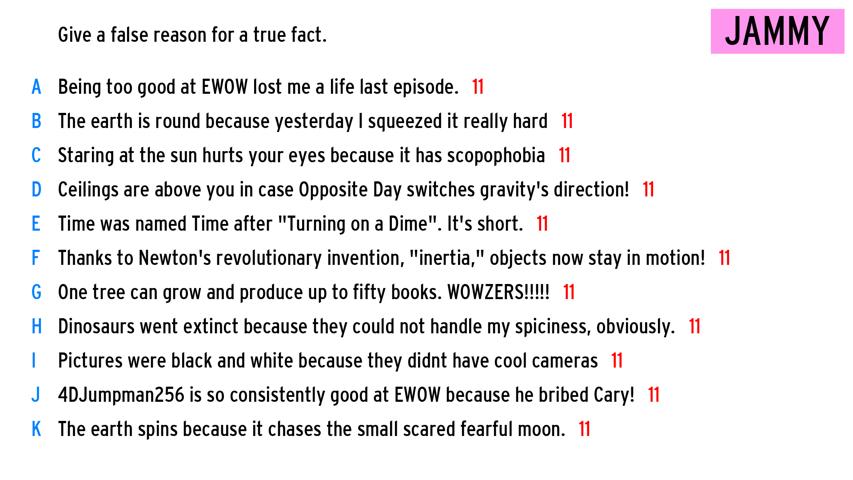 Give a false reason for a true fact.
JAMMY
A Being too good at EWOW lost me a life last episode. 11
B The earth is round because yesterday I squeezed it really hard 11
C Staring at the sun hurts your eyes because it has scopophobia 11
D Ceilings are above you in case Opposite Day switches gravity's direction! 11
E Time was named Time after "Turning on a Dime". It's short. 11
F Thanks to Newton's revolutionary invention, "inertia," objects now stay in motion! 11
G One tree can grow and produce up to fifty books. WOWZERS!!!!! 11
H Dinosaurs went extinct because they could not handle my spiciness, obviously. 11
I Pictures were black and white because they didnt have cool cameras 11
J 4DJumpman256 is so consistently good at EWOW because he bribed Cary! 11
K The earth spins because it chases the small scared fearful moon. 11